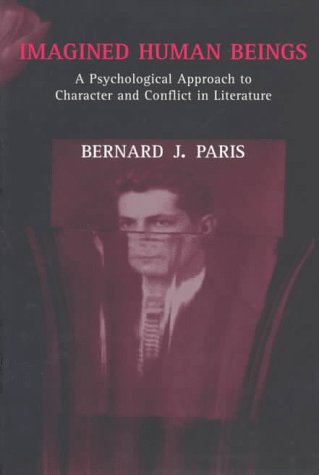 IMAGINED HUMAN BEINGS
A Psychological Approach to
Character and Conflict in Literature
BERNARD J. PARIS